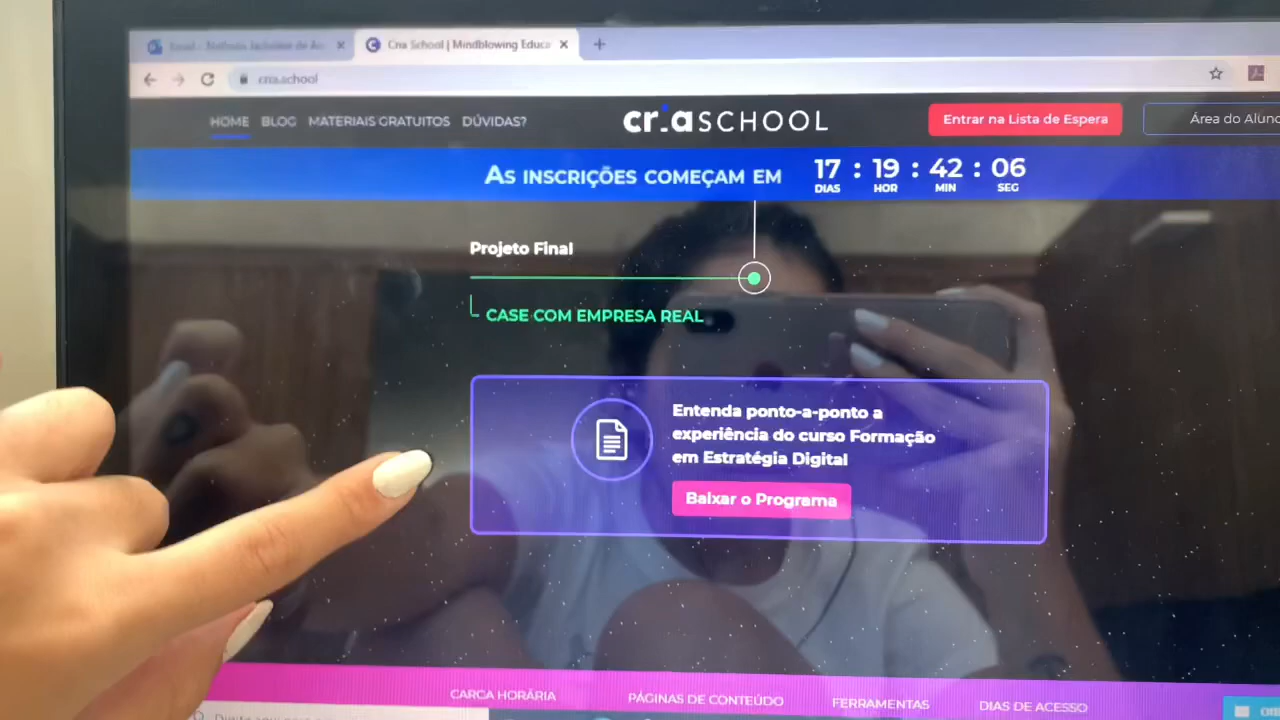 Cria School | Mindblowing Educa
cria.school
HOME BLOG MATERIAIS GRATUITOS DÚVIDAS?
cr.a SCHOOL
Entrar na Lista de Espera
Área do Aluno
AS INSCRIÇÕES COMEÇAM EM
17 : 19 : 42 : 06
DIAS HOR MIN SEG
Projeto Final
CASE COM EMPRESA REAL
Entenda ponto-a-ponto a
experiência do curso Formação
em Estratégia Digital
Baixar o Programa
CARGA HORÁRIA PÁGINAS DE CONTEÚDO FERRAMENTAS DIAS DE ACESSO